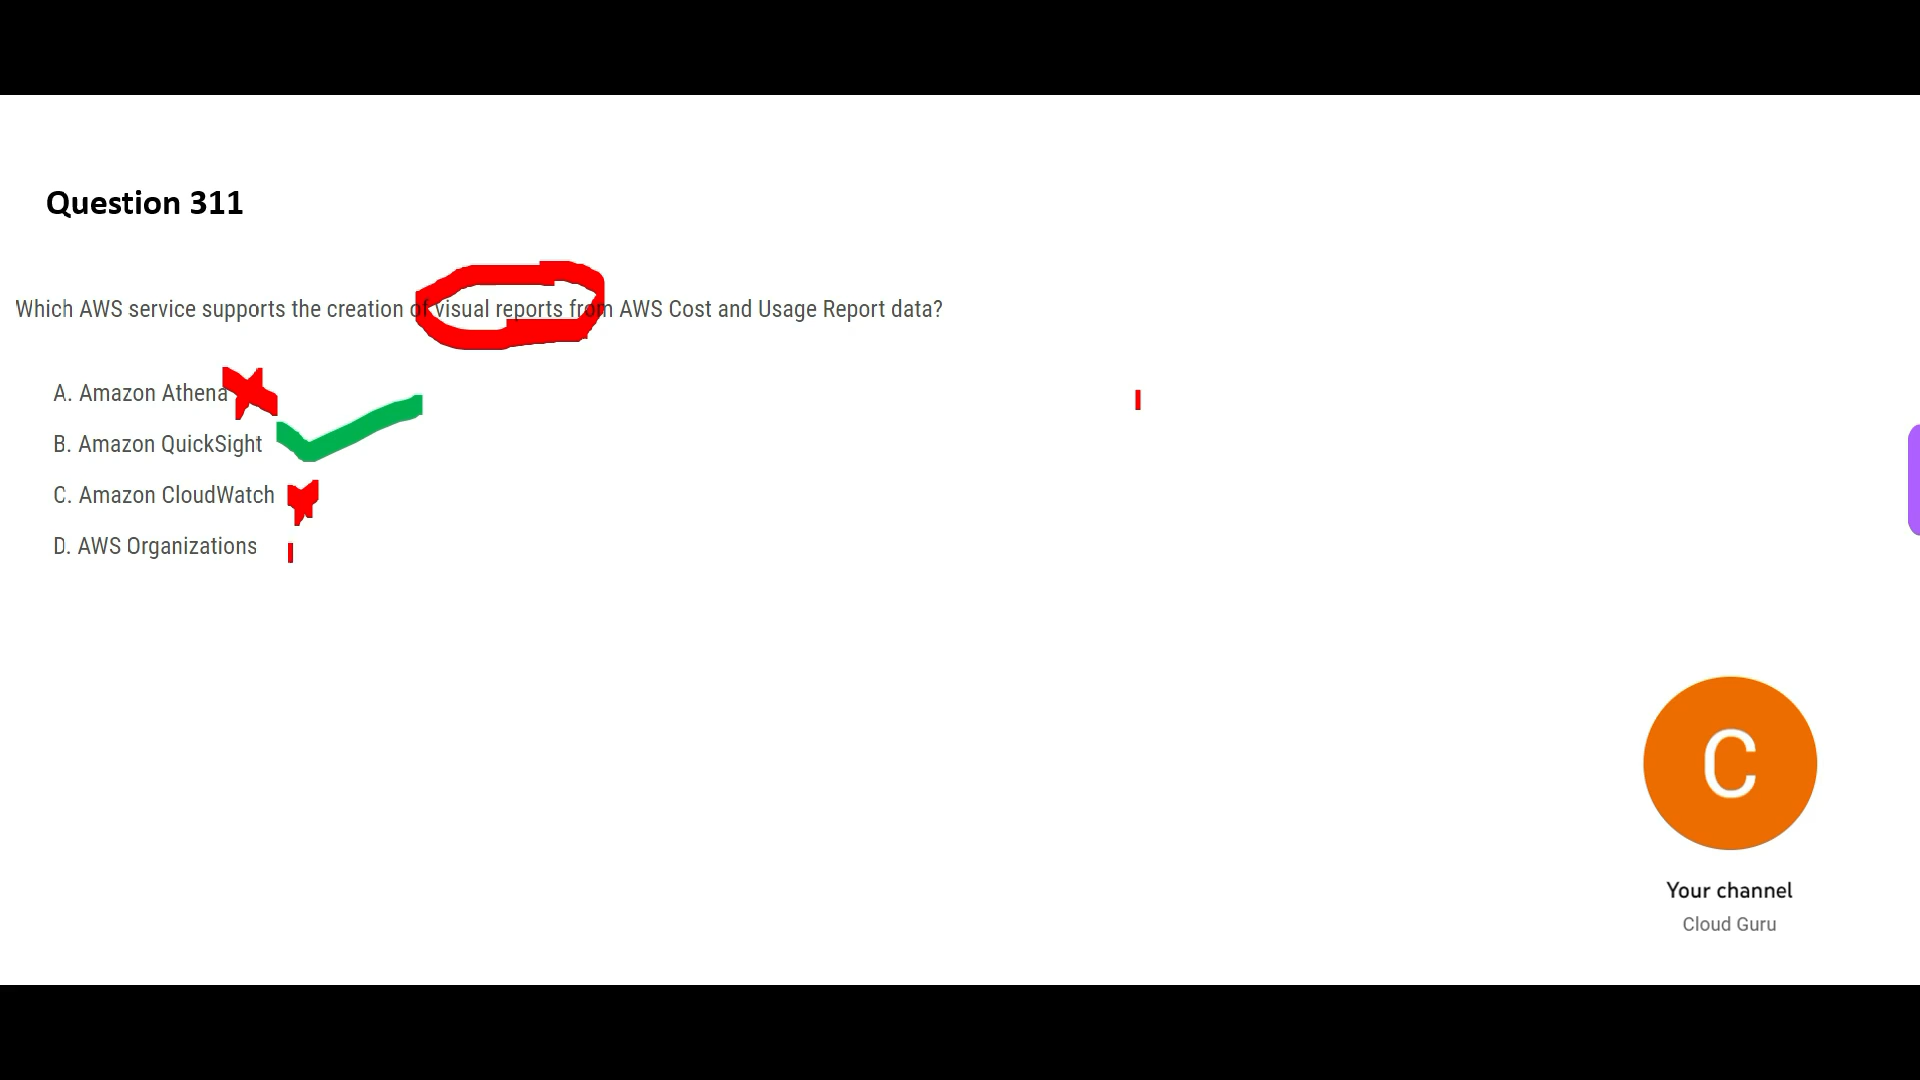 Question 311
Which AWS service supports the creation of visual reports from AWS Cost and Usage Report data?
A. Amazon Athena
B. Amazon QuickSight
C. Amazon CloudWatch
D. AWS Organizations
C
Your channel
Cloud Guru